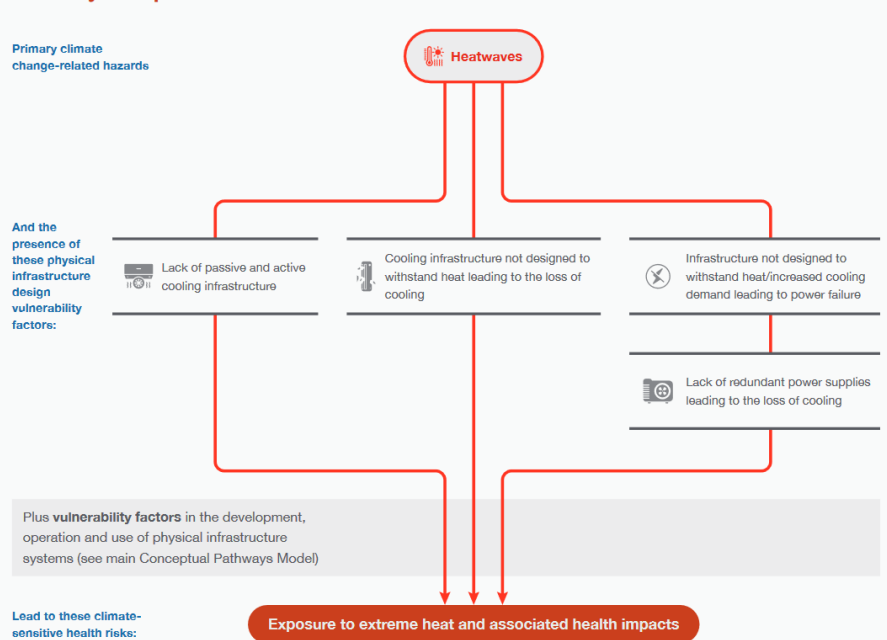 Primary climate
change-related hazards
Heatwaves
And the
presence of
these physical
infrastructure
design
vulnerability
factors:
Lack of passive and active
cooling infrastructure
Cooling infrastructure not designed to
withstand heat leading to the loss of
cooling
Infrastructure not designed to
withstand heat/increased cooling
demand leading to power failure
Lack of redundant power supplies
leading to the loss of cooling
Plus vulnerability factors in the development,
operation and use of physical infrastructure
systems (see main Conceptual Pathways Model)
Lead to these climate-
sensitive health risks:
Exposure to extreme heat and associated health impacts